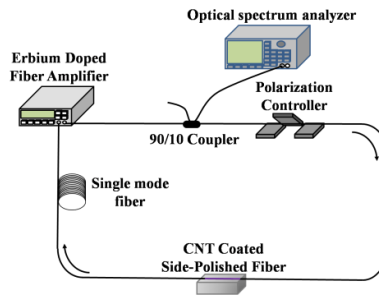 Optical spectrum analyzer
Erbium Doped
Fiber Amplifier
Polarization
Controller
90/10 Coupler
Single mode
fiber
CNT Coated
Side-Polished Fiber